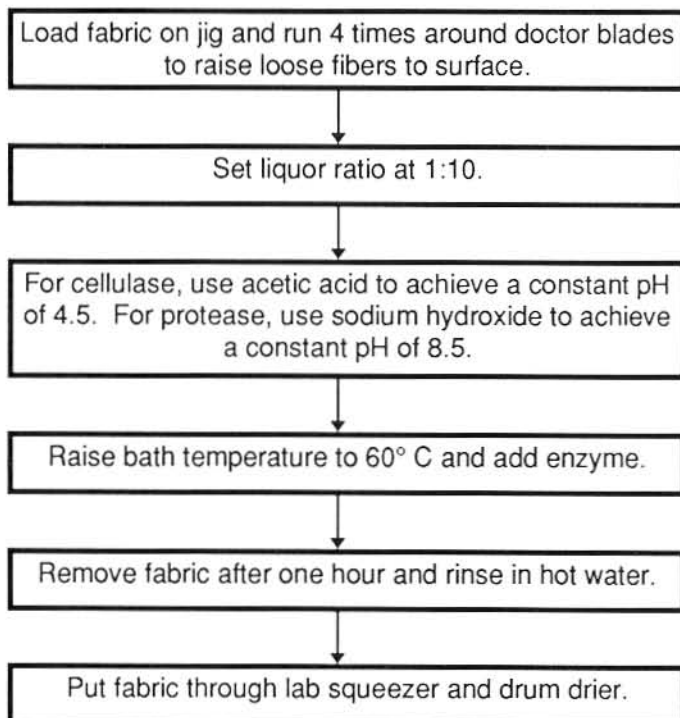 Load fabric on jig and run 4 times around doctor blades
to raise loose fibers to surface.
Set liquor ratio at 1:10.
For cellulase, use acetic acid to achieve a constant pH
of 4.5. For protease, use sodium hydroxide to achieve
a constant pH of 8.5.
Raise bath temperature to 60° C and add enzyme.
Remove fabric after one hour and rinse in hot water.
Put fabric through lab squeezer and drum drier.